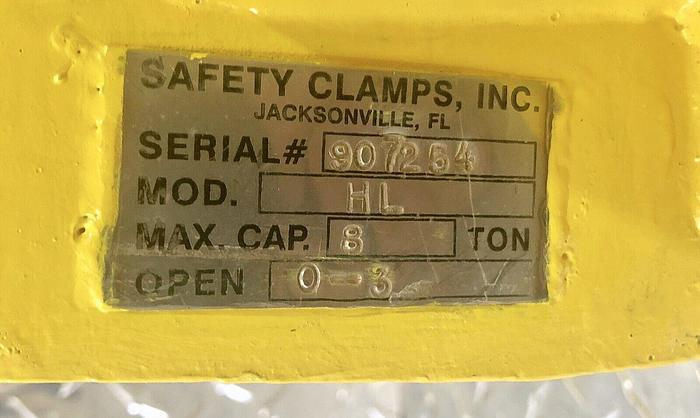 SAFETY CLAMPS, INC.
JACKSONVILLE, FL
SERIAL# 907254
MOD. HL
MAX. CAP. 8 TON
OPEN 0-3